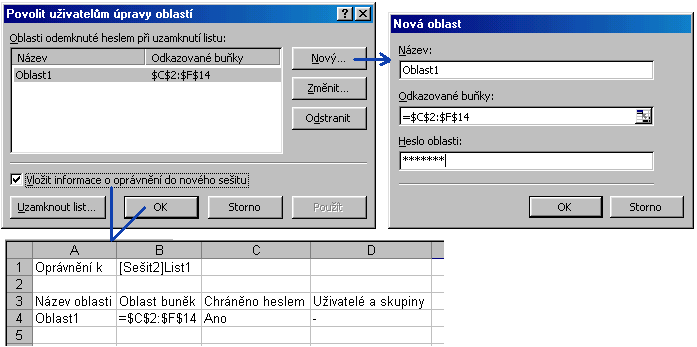 Povolit uživatelům úpravy oblastí
Oblasti odemknuté heslem při uzamknutí listu:
Název Odkazované buňky
Oblast1 $C$2:$F$14
Nový...
Změnit...
Odstranit
Vložit informace o oprávnění do nového sešitu
Uzamknout list... OK Storno Použít
Nová oblast
Název:
Oblast1
Odkazované buňky:
=$C$2:$F$14
Heslo oblasti:
*******
OK Storno
A B C D
1 Oprávnění k [Sešit2]List1
2
3 Název oblasti Oblast buněk Chráněno heslem Uživatelé a skupiny
4 Oblast1 =$C$2:$F$14 Ano -
5